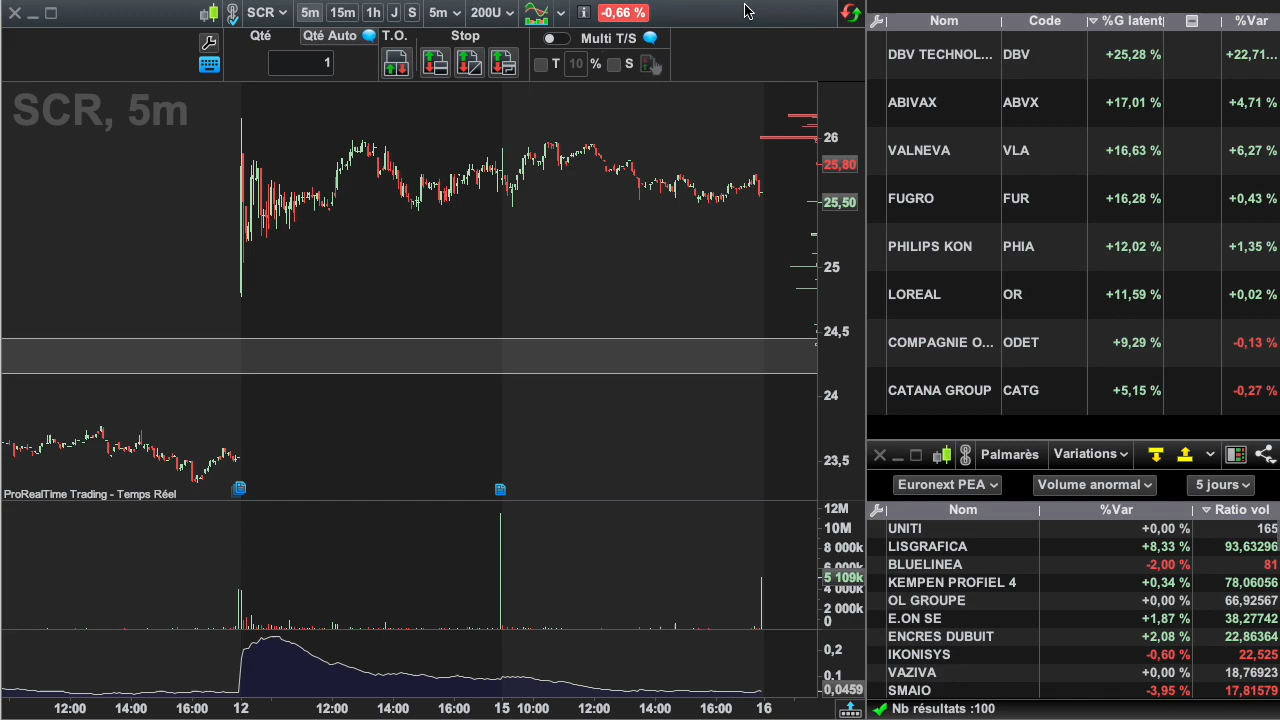 SCR 5m 15m 1h J S 5m 200U i -0,66 %
Qté Qté Auto T.O. Stop Multi T/S
1 T 10 % S
SCR, 5m
26
25,80
25,50
25
24,5
24
23,5
ProRealTime Trading - Temps Réel
12M
10M
8 000k
6 000k
5 109k
4 000k
2 000k
0
0,2
0,1
0,0459
12:00 14:00 16:00 12 12:00 14:00 16:00 15 10:00 12:00 14:00 16:00 16
Nom Code %G latent %Var
DBV TECHNOL... DBV +25,28 % +22,71...
ABIVAX ABVX +17,01 % +4,71 %
VALNEVA VLA +16,63 % +6,27 %
FUGRO FUR +16,28 % +0,43 %
PHILIPS KON PHIA +12,02 % +1,35 %
LOREAL OR +11,59 % +0,02 %
COMPAGNIE O... ODET +9,29 % -0,13 %
CATANA GROUP CATG +5,15 % -0,27 %
Palmarès Variations
Euronext PEA Volume anormal 5 jours
Nom %Var Ratio vol
UNITI +0,00 % 165
LISGRAFICA +8,33 % 93,63296
BLUELINEA -2,00 % 81
KEMPEN PROFIEL 4 +0,34 % 78,06056
OL GROUPE +0,00 % 66,92567
E.ON SE +1,87 % 38,27742
ENCRES DUBUIT +2,08 % 22,86364
IKONISYS -0,60 % 22,525
VAZIVA +0,00 % 18,76923
SMAIO -3,95 % 17,81579
Nb résultats :100